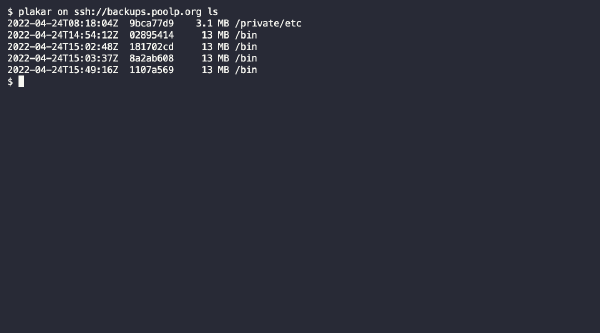 $ plakar on ssh://backups.poolp.org ls
2022-04-24T08:18:04Z  9bca77d9    3.1 MB /private/etc
2022-04-24T14:54:12Z  02895414     13 MB /bin
2022-04-24T15:02:48Z  181702cd     13 MB /bin
2022-04-24T15:03:37Z  8a2ab608     13 MB /bin
2022-04-24T15:49:16Z  1107a569     13 MB /bin
$